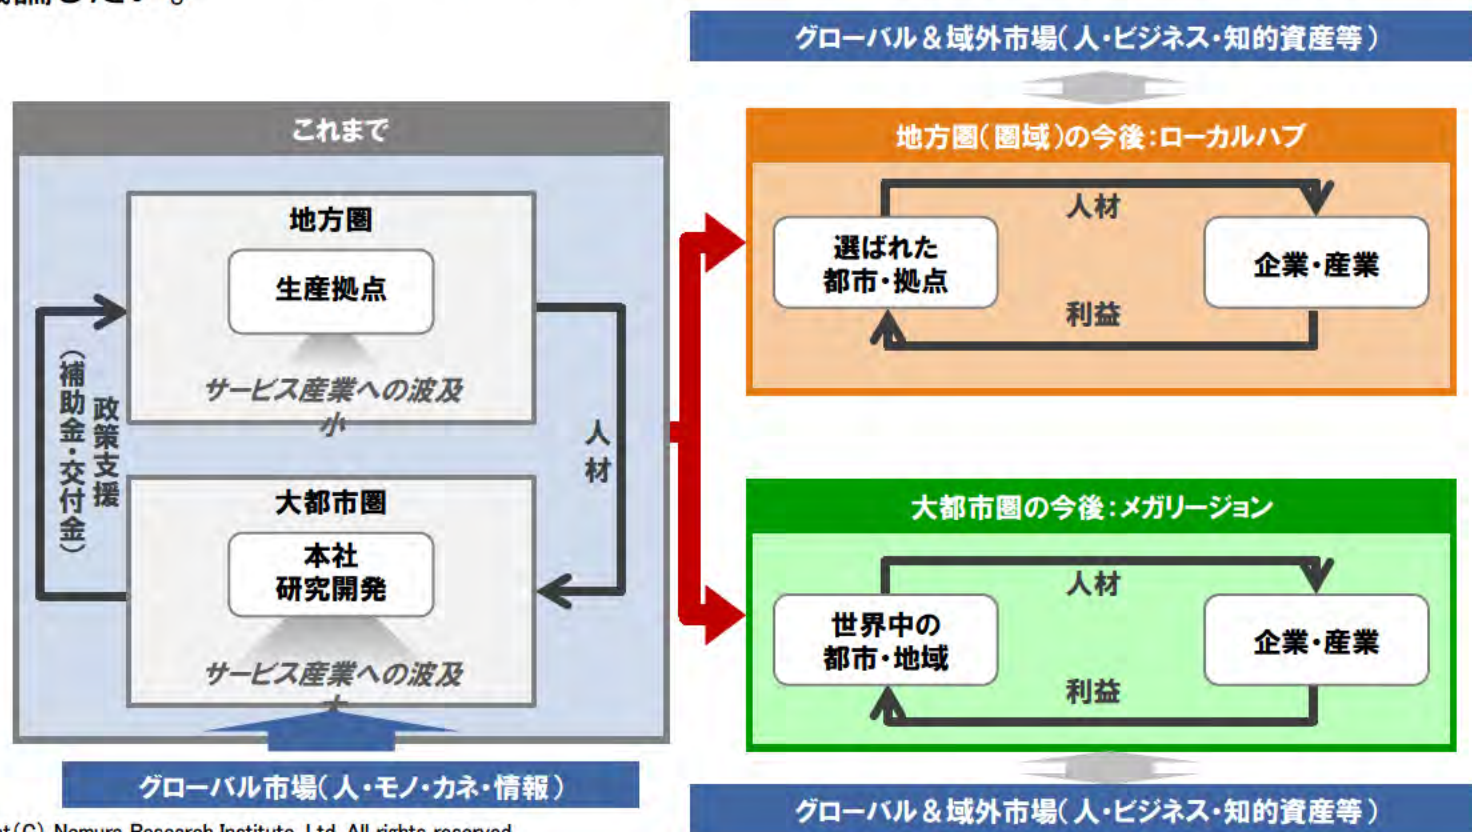 論したい。
グローバル&域外市場(人・ビジネス・知的資産等)
これまで
地方圏
生産拠点
サービス産業への波及
小
政策支援
(補助金・交付金)
人材
大都市圏
本社
研究開発
サービス産業への波及
大
グローバル市場(人・モノ・カネ・情報)
地方圏(圏域)の今後:ローカルハブ
人材
選ばれた
都市・拠点
企業・産業
利益
大都市圏の今後:メガリージョン
人材
世界中の
都市・地域
企業・産業
利益
グローバル&域外市場(人・ビジネス・知的資産等)
t(C) Nomura Research Institute, Ltd. All rights reserved.